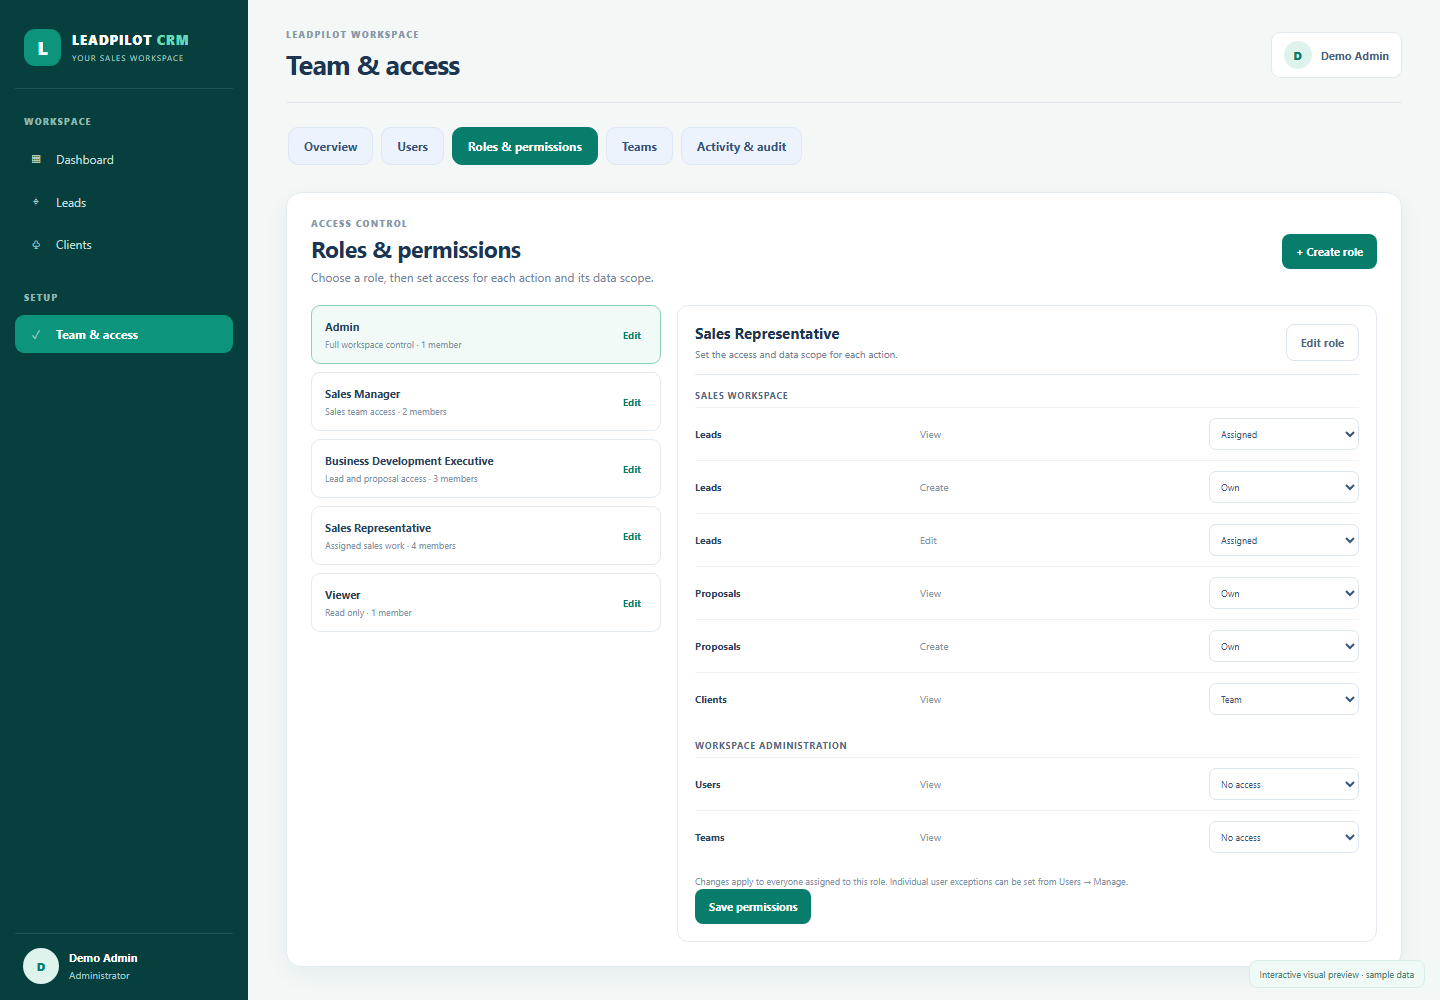 L
LEADPILOT CRM
YOUR SALES WORKSPACE
WORKSPACE
Dashboard
Leads
Clients
SETUP
Team & access
D
Demo Admin
Administrator
LEADPILOT WORKSPACE
Team & access
D
Demo Admin
Overview
Users
Roles & permissions
Teams
Activity & audit
ACCESS CONTROL
Roles & permissions
Choose a role, then set access for each action and its data scope.
+ Create role
Admin
Full workspace control · 1 member
Edit
Sales Manager
Sales team access · 2 members
Edit
Business Development Executive
Lead and proposal access · 3 members
Edit
Sales Representative
Assigned sales work · 4 members
Edit
Viewer
Read only · 1 member
Edit
Sales Representative
Set the access and data scope for each action.
Edit role
SALES WORKSPACE
Leads View Assigned
Leads Create Own
Leads Edit Assigned
Proposals View Own
Proposals Create Own
Clients View Team
WORKSPACE ADMINISTRATION
Users View No access
Teams View No access
Changes apply to everyone assigned to this role. Individual user exceptions can be set from Users → Manage.
Save permissions
Interactive visual preview · sample data